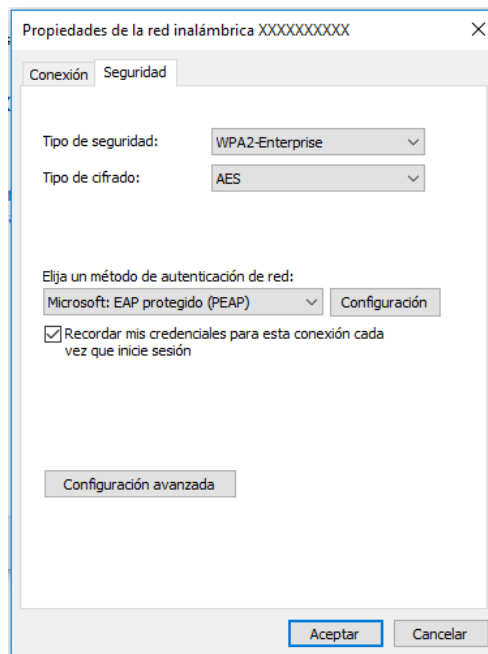 Propiedades de la red inalámbrica XXXXXXXXXX
Conexión Seguridad
Tipo de seguridad: WPA2-Enterprise
Tipo de cifrado: AES
Elija un método de autenticación de red:
Microsoft: EAP protegido (PEAP) Configuración
Recordar mis credenciales para esta conexión cada
vez que inicie sesión
Configuración avanzada
Aceptar Cancelar